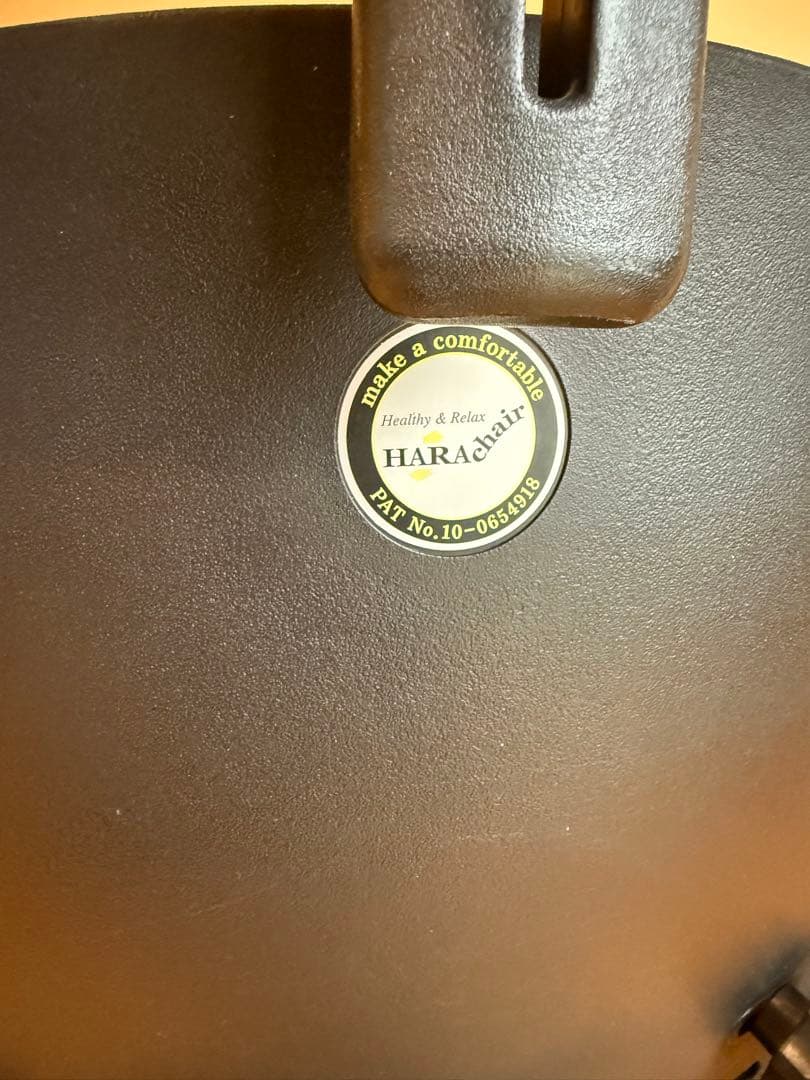 make a comfortable
Healthy & Relax
HARAchair
PAT No.10-0654918